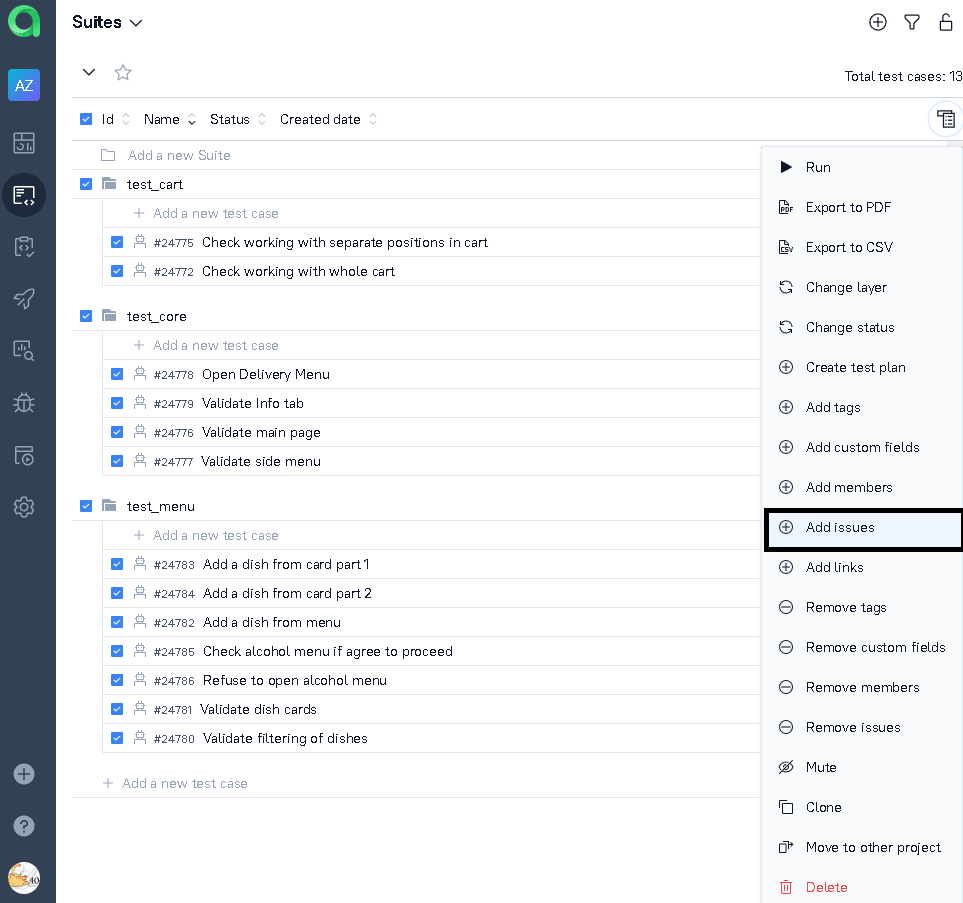 Suites
AZ
Total test cases: 13
Id Name Status Created date
Add a new Suite
test_cart
Add a new test case
#24775 Check working with separate positions in cart
#24772 Check working with whole cart
test_core
Add a new test case
#24778 Open Delivery Menu
#24779 Validate Info tab
#24776 Validate main page
#24777 Validate side menu
test_menu
Add a new test case
#24783 Add a dish from card part 1
#24784 Add a dish from card part 2
#24782 Add a dish from menu
#24785 Check alcohol menu if agree to proceed
#24786 Refuse to open alcohol menu
#24781 Validate dish cards
#24780 Validate filtering of dishes
Add a new test case
Run
PDF Export to PDF
CSV Export to CSV
Change layer
Change status
Create test plan
Add tags
Add custom fields
Add members
Add issues
Add links
Remove tags
Remove custom fields
Remove members
Remove issues
Mute
Clone
Move to other project
Delete